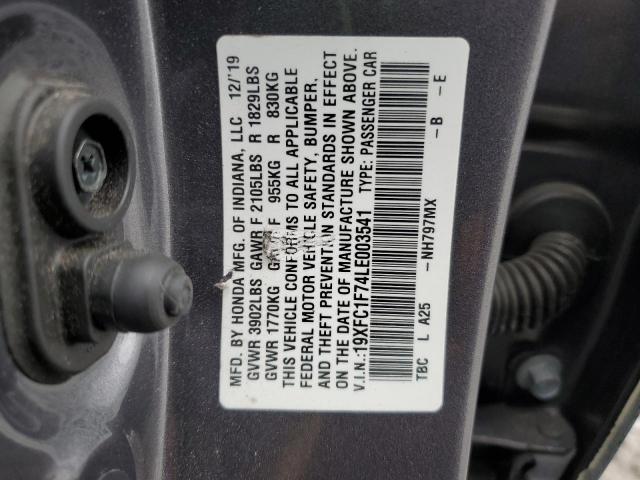 MFD. BY HONDA MFG. OF INDIANA, LLC 12/'19
GVWR 3902LBS GAWR F 2105LBS R 1829LBS
GVWR 1770KG F 955KG R 830KG
THIS VEHICLE CONFORMS TO ALL APPLICABLE
FEDERAL MOTOR VEHICLE SAFETY, BUMPER,
AND THEFT PREVENTION STANDARDS IN EFFECT
ON THE DATE OF MANUFACTURE SHOWN ABOVE.
V.I.N.:19XFC1F74LE003541 TYPE: PASSENGER CAR
TBC L A25 -NH797MX -B -E